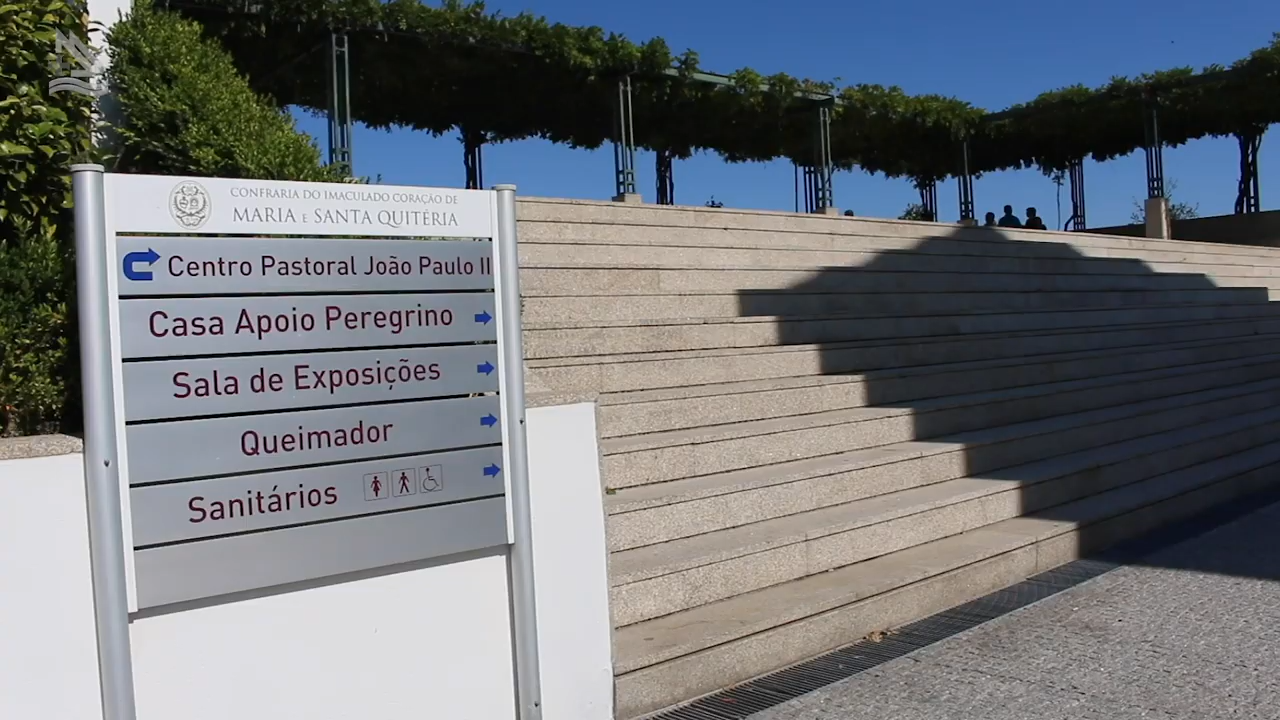 CONFRARIA DO IMACULADO CORAÇÃO DE
MARIA E SANTA QUITÉRIA
Centro Pastoral João Paulo II
Casa Apoio Peregrino
Sala de Exposições
Queimador
Sanitários